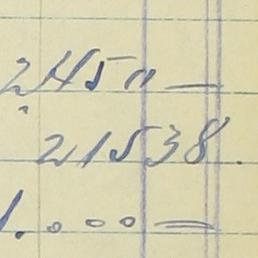 2450 —
21538.
1.000 =